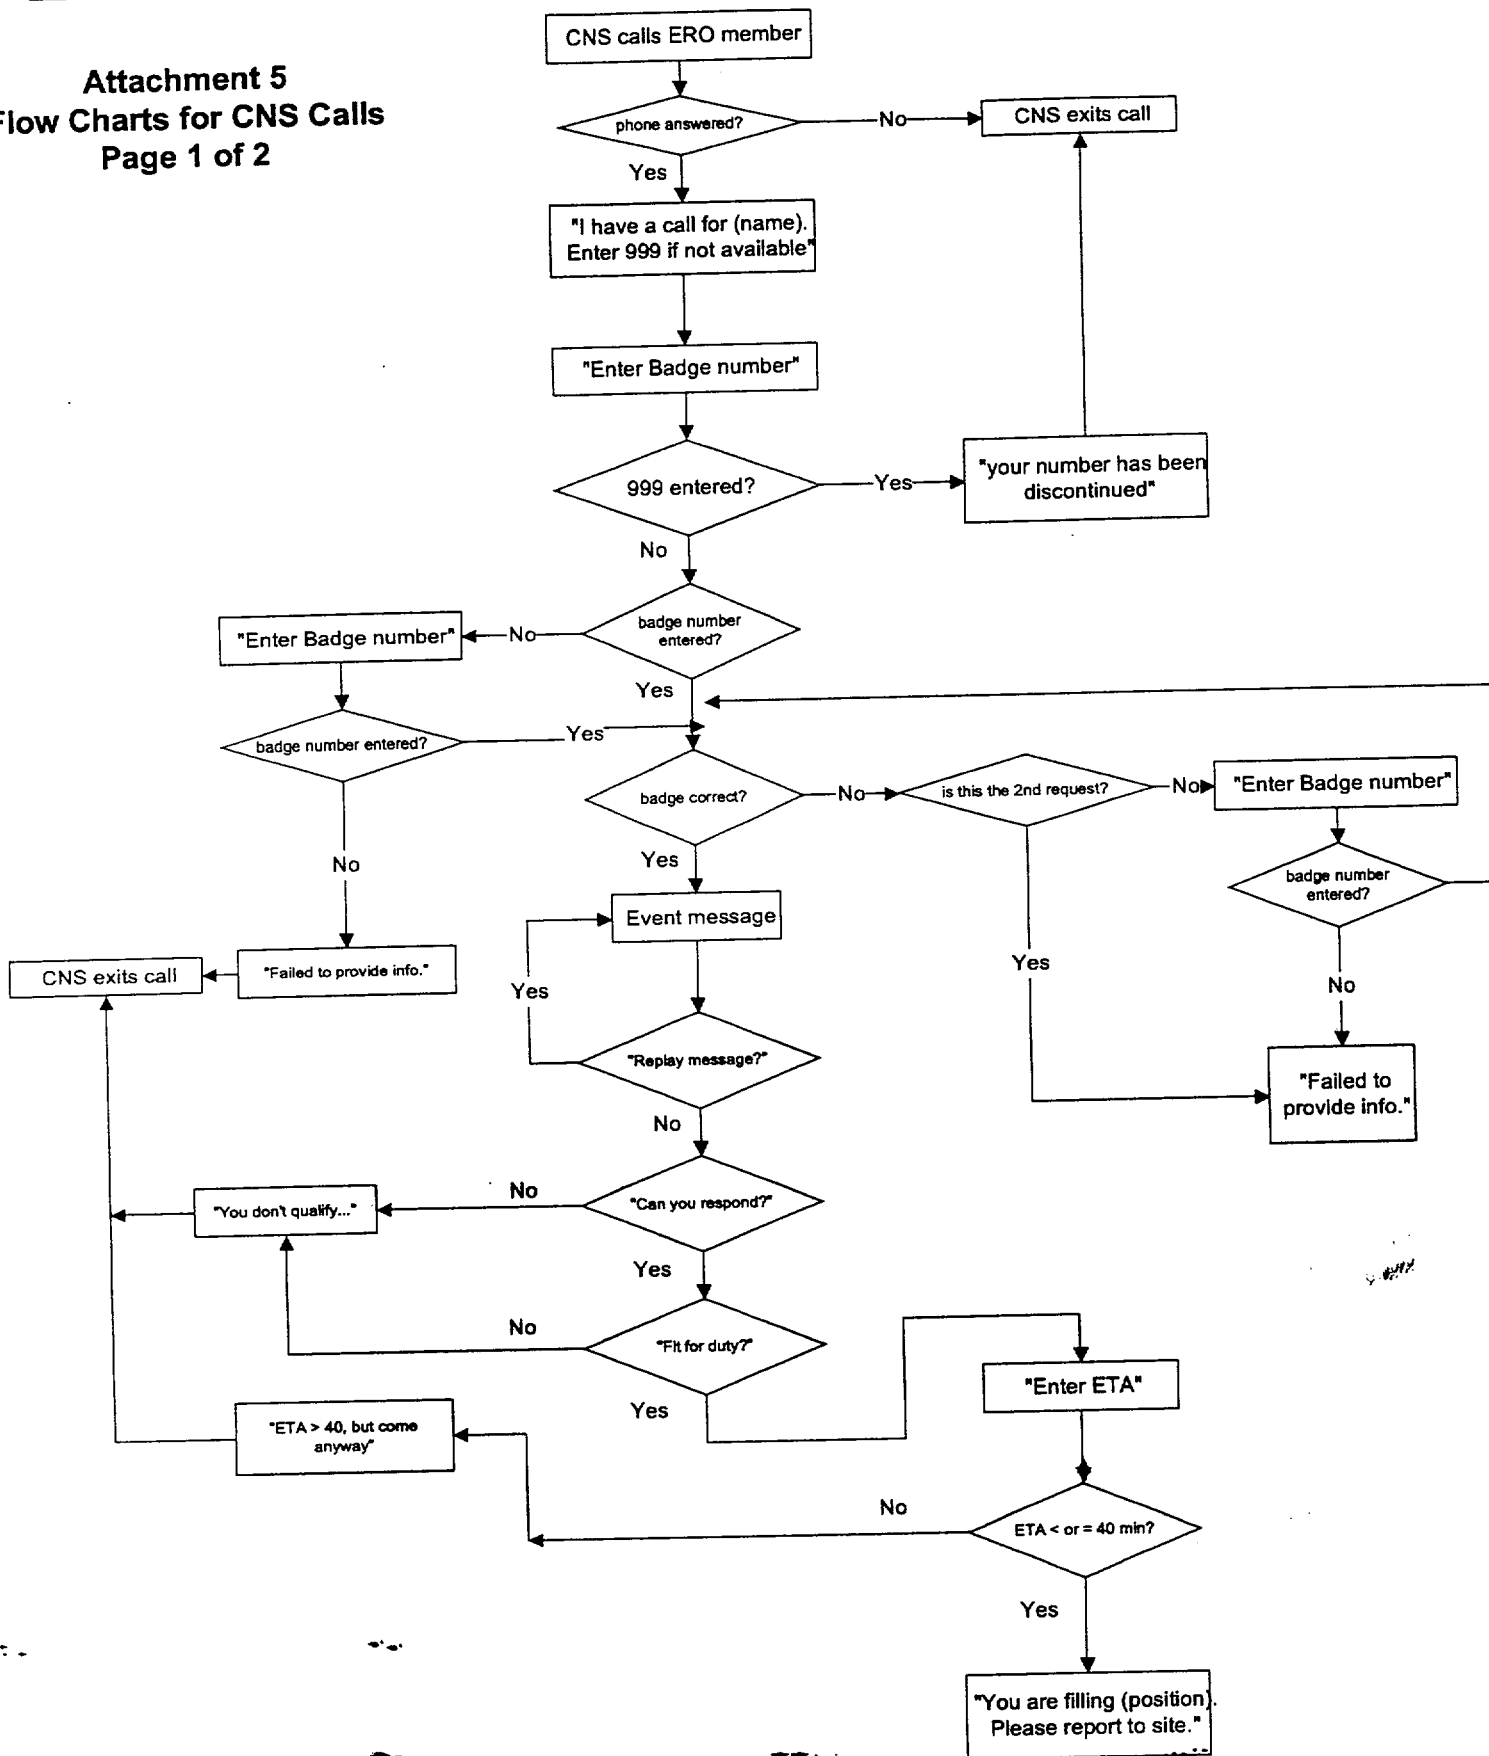 CNS calls ERO member
Attachment 5
Flow Charts for CNS Calls
Page 1 of 2
phone answered?
No
CNS exits call
Yes
"I have a call for (name).
Enter 999 if not available"
"Enter Badge number"
999 entered?
Yes
"your number has been
discontinued"
No
badge number
entered?
No
"Enter Badge number"
Yes
badge number entered?
Yes
badge correct?
No
is this the 2nd request?
No
"Enter Badge number"
badge number
entered?
Yes
No
Event message
CNS exits call
"Failed to provide info."
Yes
Yes
No
"Replay message?"
"Failed to
provide info."
No
"Can you respond?"
No
"You don't qualify..."
Yes
"Fit for duty?"
No
Yes
"Enter ETA"
"ETA > 40, but come
anyway"
No
ETA < or = 40 min?
Yes
"You are filling (position).
Please report to site."